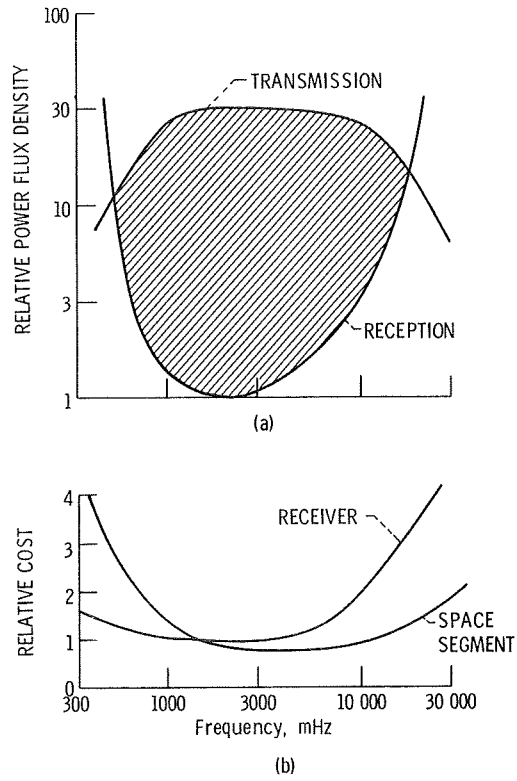 RELATIVE POWER FLUX DENSITY
100
30
10
3
1
TRANSMISSION
RECEPTION
(a)
RELATIVE COST
4
3
2
1
0
RECEIVER
SPACE
SEGMENT
300
1000
3000
10 000
30 000
Frequency, mHz
(b)